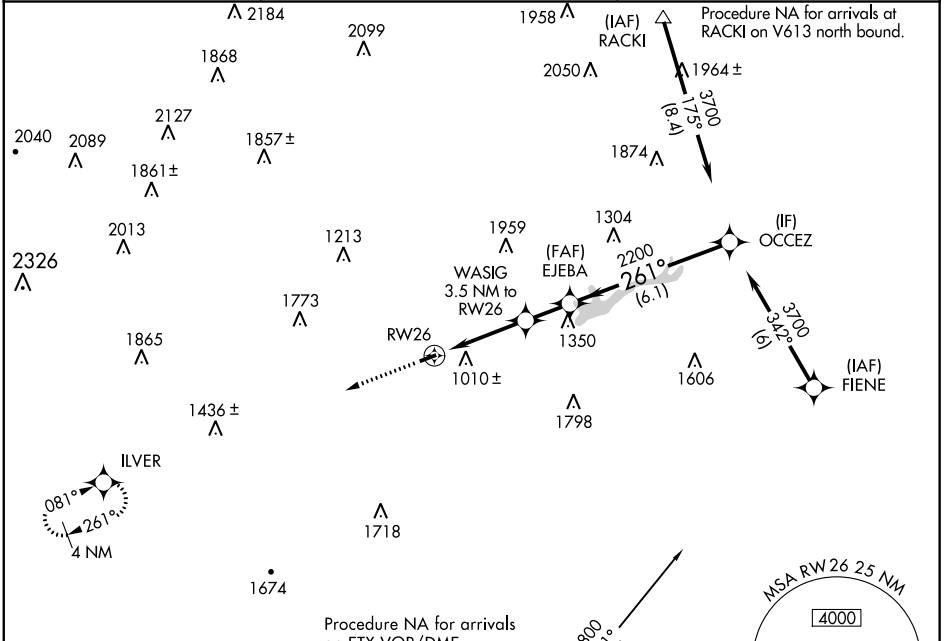 2184
1958
(IAF)
RACKI
Procedure NA for arrivals at
RACKI on V613 north bound.
2099
1868
2050
1964 ±
3700
175°
(8.4)
2127
2040
2089
1857 ±
1874
1861 ±
2013
1959
1304
(IF)
OCCEZ
1213
(FAF)
EJEBA
2200
261°
(6.1)
2326
WASIG
3.5 NM to
RW26
1773
3700
342°
(6)
RW26
1350
1865
1010 ±
1606
(IAF)
FIENE
1436 ±
1798
ILVER
081°
261°
4 NM
1718
1674
MSA RW 26 25 NM
4000
Procedure NA for arrivals